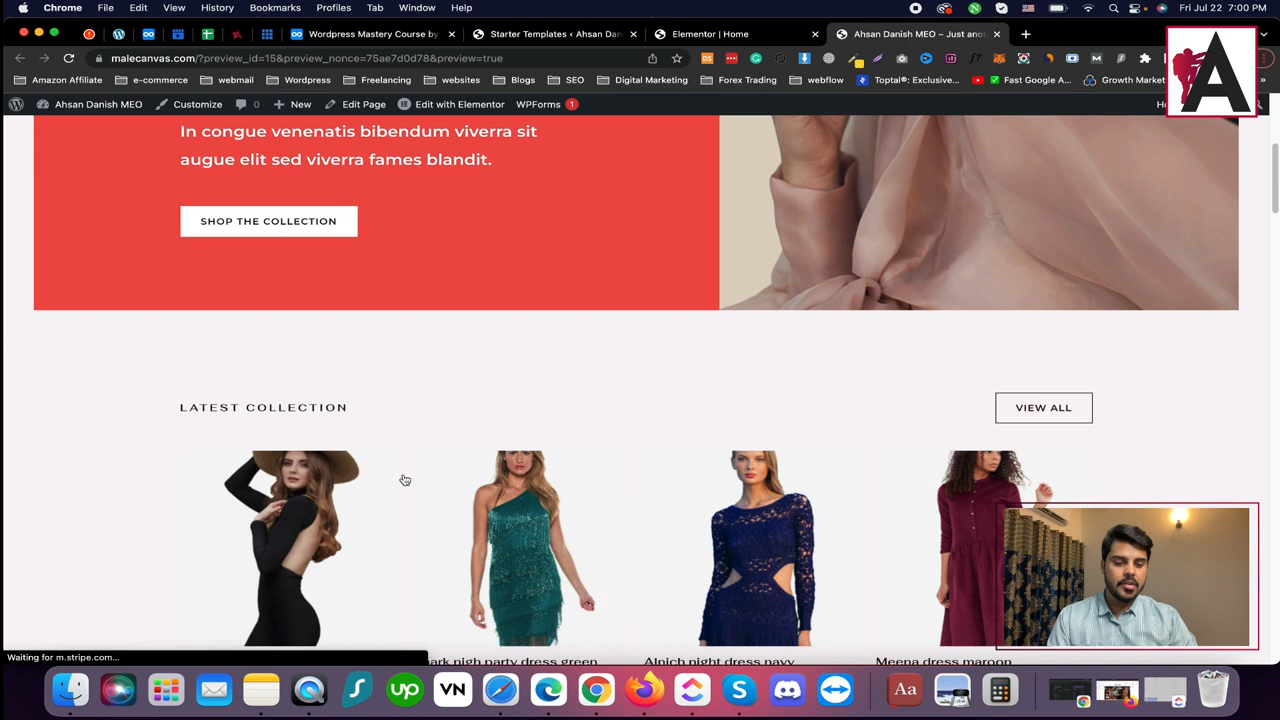 Chrome File Edit View History Bookmarks Profiles Tab Window Help Fri Jul 22 7:00 PM
Wordpress Mastery Course by
Starter Templates ‹ Ahsan Dan
Elementor | Home
Ahsan Danish MEO – Just ano
malecanvas.com/?preview_id=15&preview_nonce=75ae7d0d78&preview=true
Amazon Affiliate e-commerce webmail Wordpress Freelancing websites Blogs SEO Digital Marketing Forex Trading webflow Toptal®: Exclusive... Fast Google A... Growth Market
Ahsan Danish MEO Customize 0 New Edit Page Edit with Elementor WPForms 1
A
In congue venenatis bibendum viverra sit
augue elit sed viverra fames blandit.
SHOP THE COLLECTION
LATEST COLLECTION
VIEW ALL
Waiting for m.stripe.com...
ark nigh party dress green
Alpich night dress navy
Meena dress maroon
up
VN
Aa